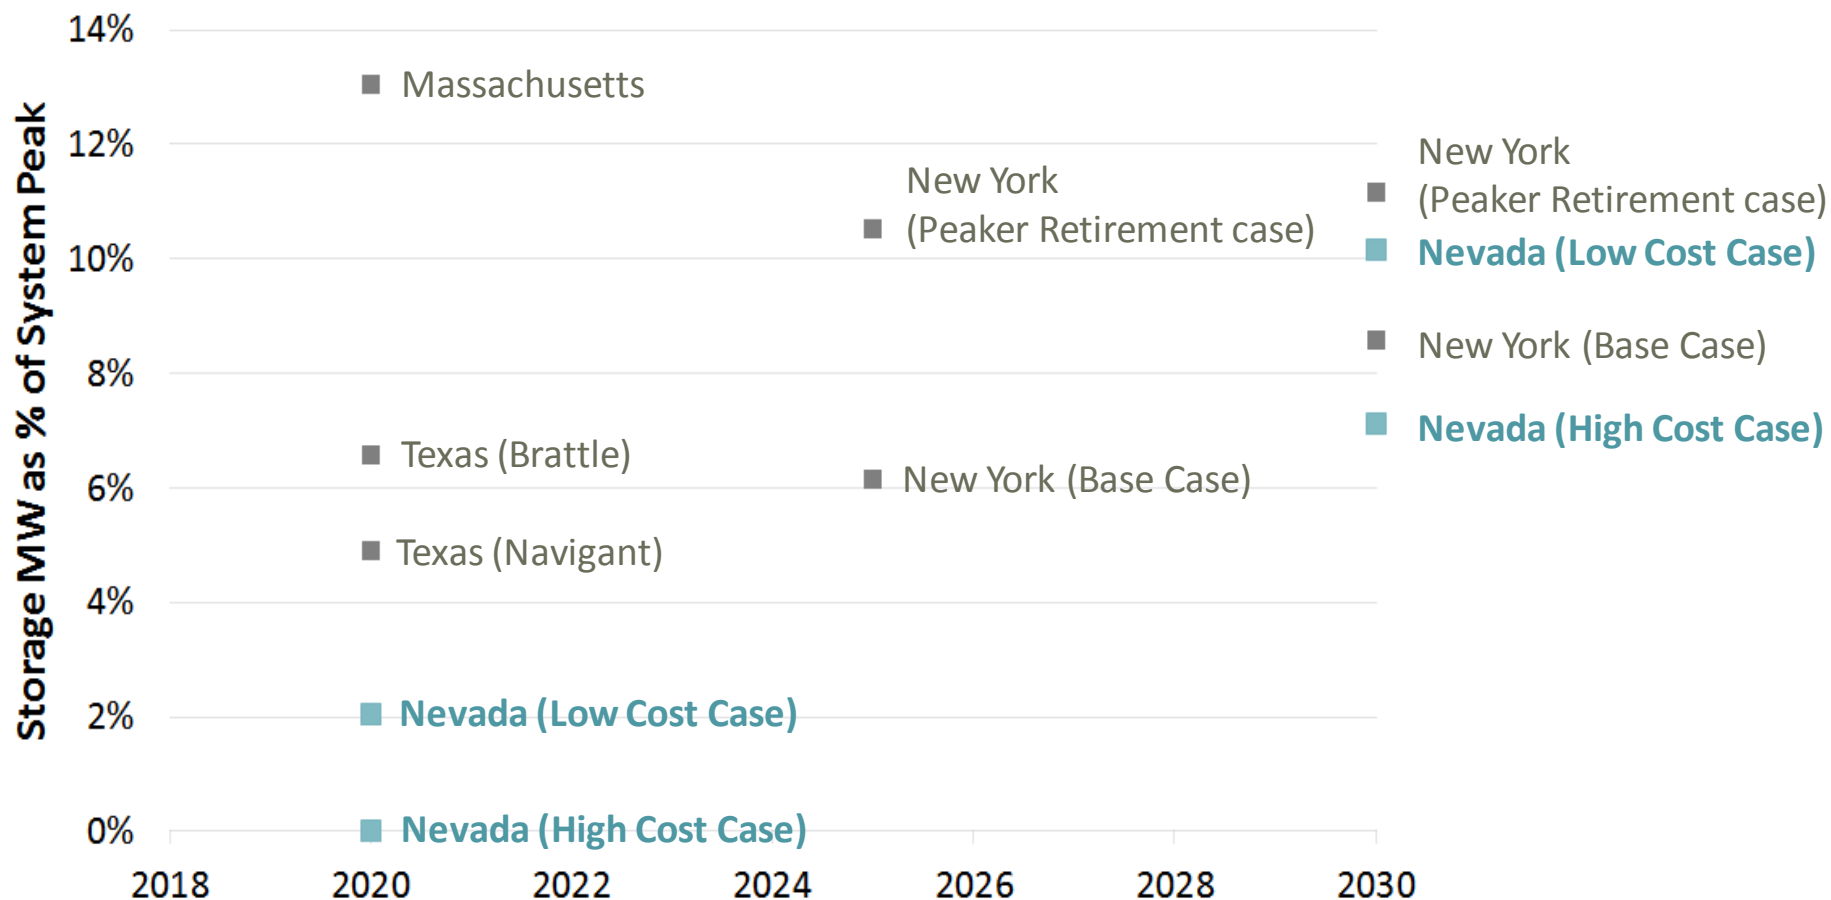 Storage MW as % of System Peak
14%
12%
10%
8%
6%
4%
2%
0%
Massachusetts
New York
(Peaker Retirement case)
New York
(Peaker Retirement case)
Nevada (Low Cost Case)
New York (Base Case)
Nevada (High Cost Case)
Texas (Brattle)
New York (Base Case)
Texas (Navigant)
Nevada (Low Cost Case)
Nevada (High Cost Case)
2018
2020
2022
2024
2026
2028
2030